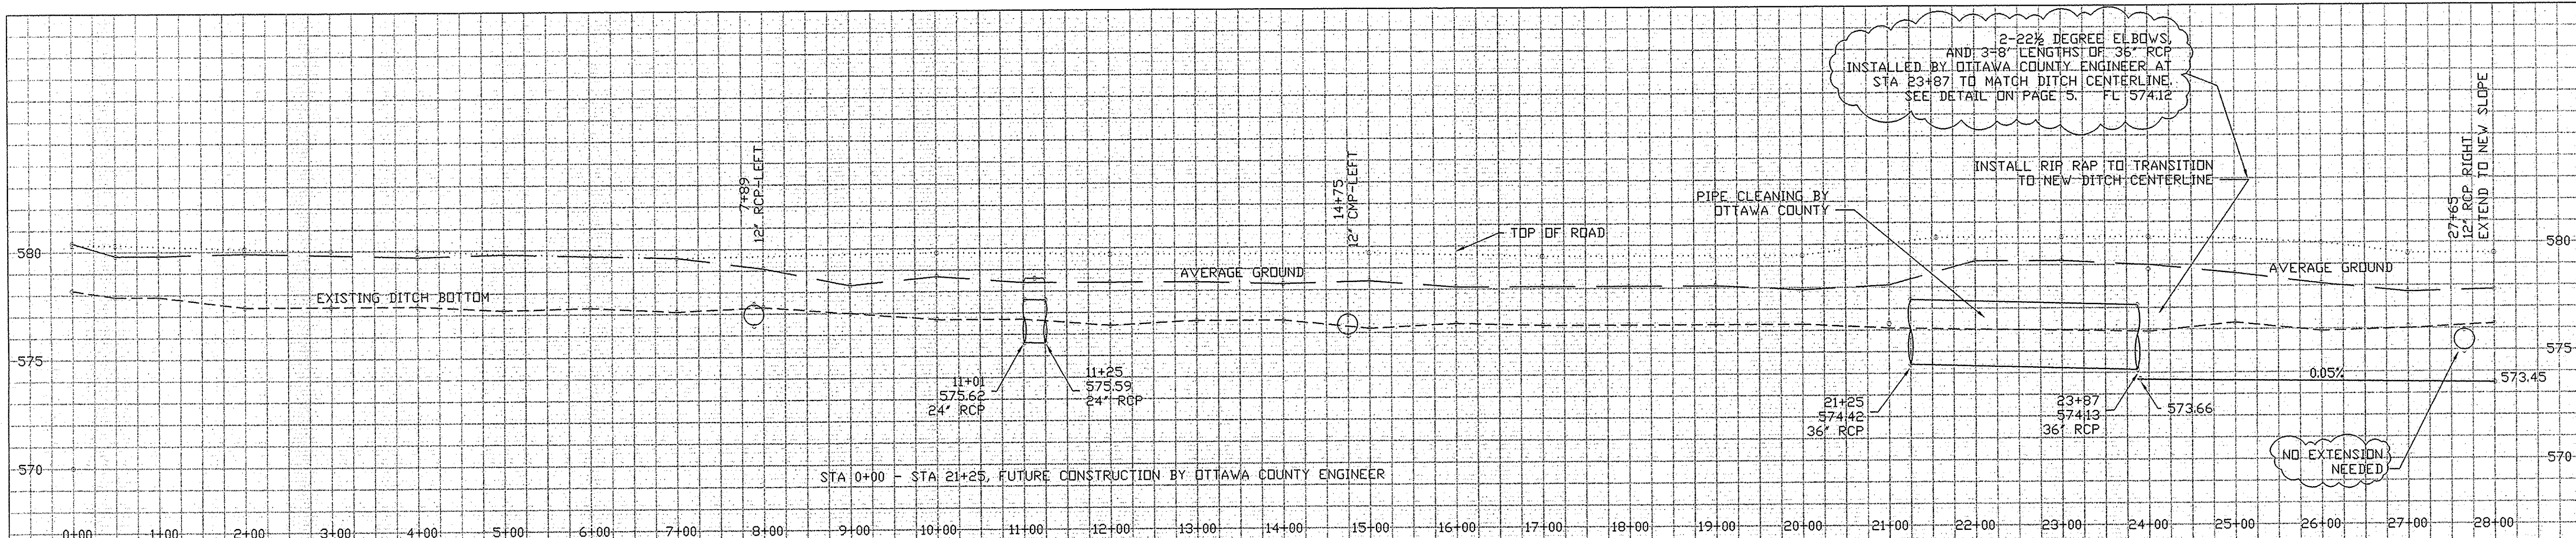 2-22½ DEGREE ELBOWS,
AND 3-8' LENGTHS OF 36" RCP
INSTALLED BY OTTAWA COUNTY ENGINEER AT
STA 23+87 TO MATCH DITCH CENTERLINE.
SEE DETAIL ON PAGE 5. FL 574.12
INSTALL RIP RAP TO TRANSITION
TO NEW DITCH CENTERLINE
27+65
12" RCP RIGHT
EXTEND TO NEW SLOPE
7+89
12" RCP-LEFT
14+75
12" CMP-LEFT
PIPE CLEANING BY
OTTAWA COUNTY
TOP OF ROAD
580
580
AVERAGE GROUND
AVERAGE GROUND
EXISTING DITCH BOTTOM
575
575
11+01
575.62
24" RCP
11+25
575.59
24" RCP
21+25
574.42
36" RCP
23+87
574.13
36" RCP
573.66
0.05%
573.45
NO EXTENSION
NEEDED
570
570
STA 0+00 - STA 21+25, FUTURE CONSTRUCTION BY OTTAWA COUNTY ENGINEER
0+00 1+00 2+00 3+00 4+00 5+00 6+00 7+00 8+00 9+00 10+00 11+00 12+00 13+00 14+00 15+00 16+00 17+00 18+00 19+00 20+00 21+00 22+00 23+00 24+00 25+00 26+00 27+00 28+00